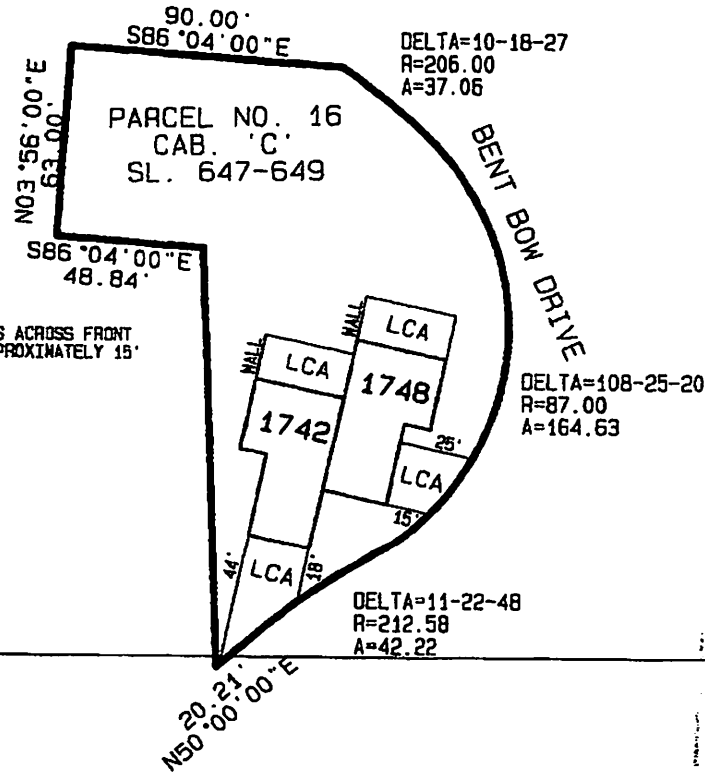 90.00'
S86°04'00"E
DELTA=10-18-27
R=206.00
A=37.06
N03°56'00"E
63.00'
PARCEL NO. 16
CAB. 'C'
SL. 647-649
BENT BOW DRIVE
S86°04'00"E
48.84'
S ACROSS FRONT
PROXIMATELY 15'
WALL
LCA
WALL
LCA
1748
1742
DELTA=108-25-20
R=87.00
A=164.63
25'
LCA
15'
44'
LCA
18'
DELTA=11-22-48
R=212.58
A=42.22
20.21'
N50°00'00"E